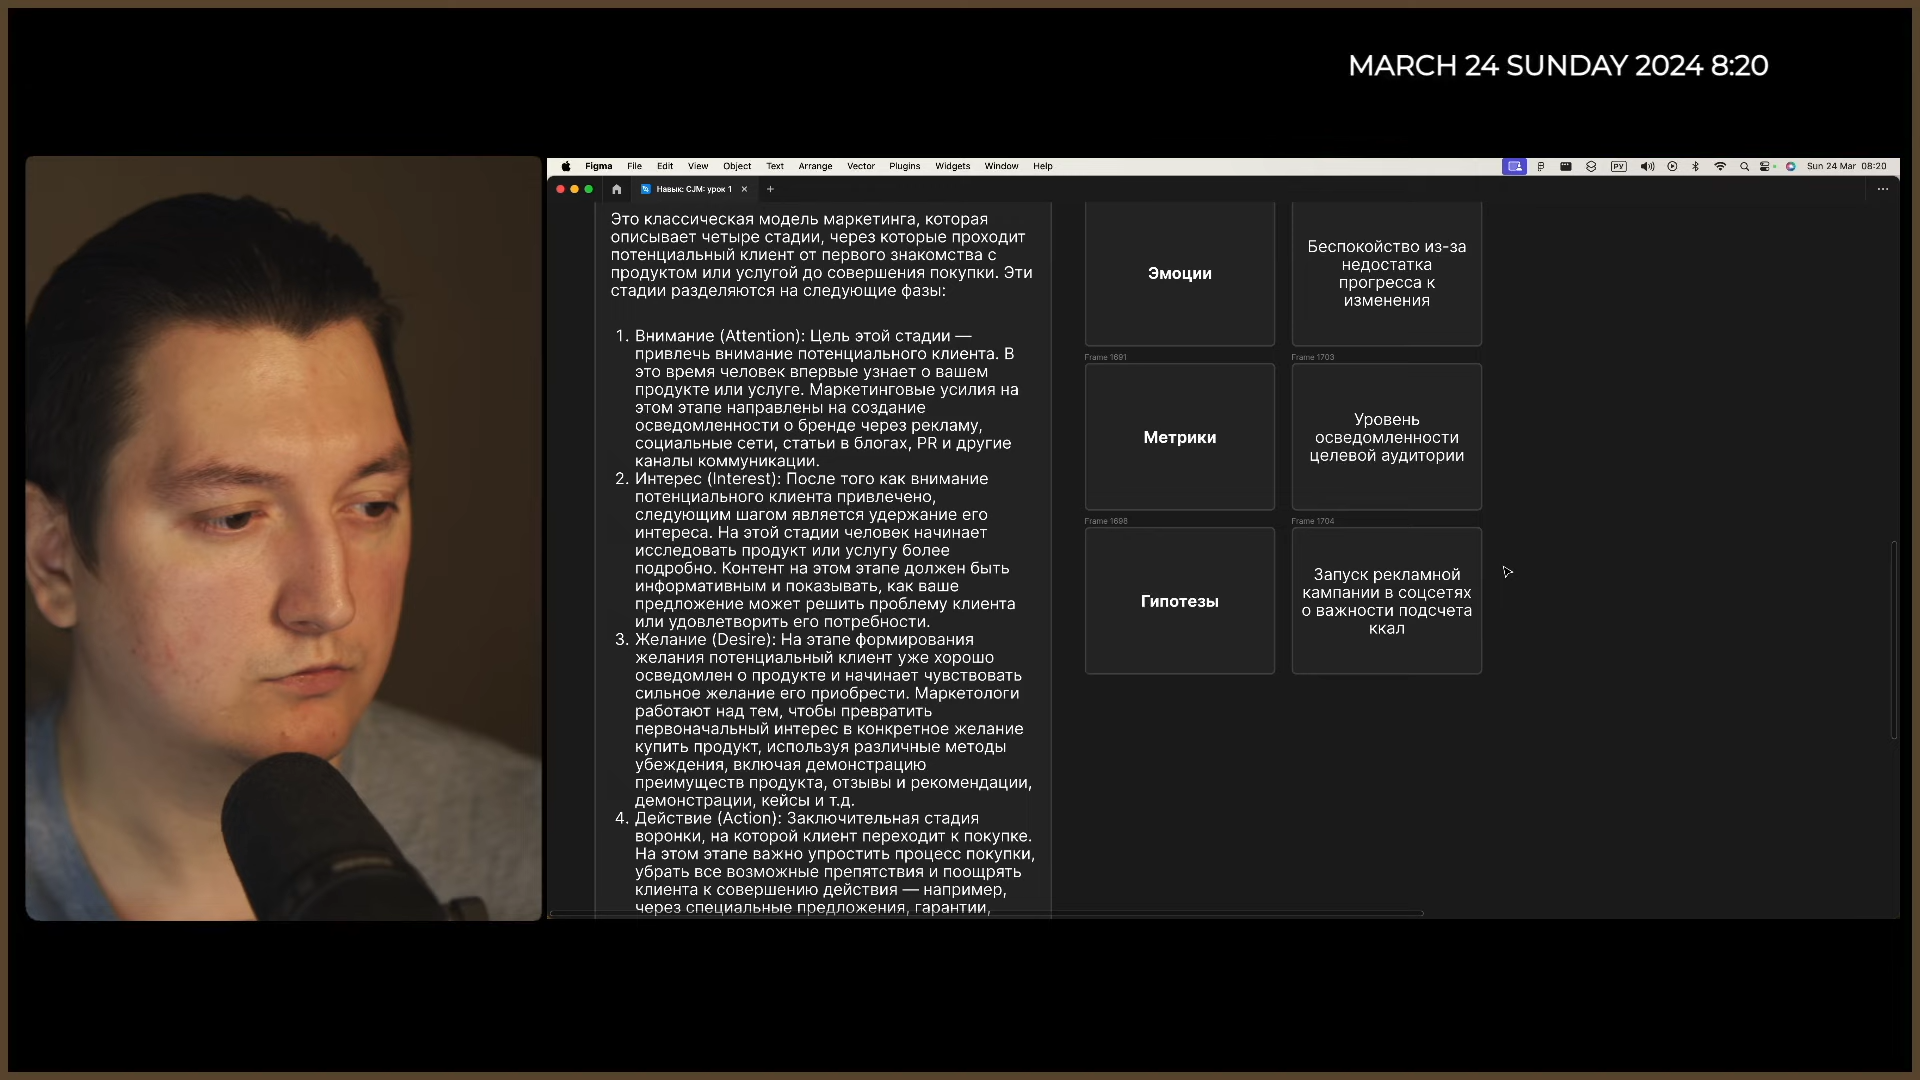 MARCH 24 SUNDAY 2024 8:20
Figma File Edit View Object Text Arrange Vector Plugins Widgets Window Help
РУ
Sun 24 Mar 08:20
Навык: CJM: урок 1
Это классическая модель маркетинга, которая
описывает четыре стадии, через которые проходит
потенциальный клиент от первого знакомства с
продуктом или услугой до совершения покупки. Эти
стадии разделяются на следующие фазы:
1. Внимание (Attention): Цель этой стадии —
привлечь внимание потенциального клиента. В
это время человек впервые узнает о вашем
продукте или услуге. Маркетинговые усилия на
этом этапе направлены на создание
осведомленности о бренде через рекламу,
социальные сети, статьи в блогах, PR и другие
каналы коммуникации.
2. Интерес (Interest): После того как внимание
потенциального клиента привлечено,
следующим шагом является удержание его
интереса. На этой стадии человек начинает
исследовать продукт или услугу более
подробно. Контент на этом этапе должен быть
информативным и показывать, как ваше
предложение может решить проблему клиента
или удовлетворить его потребности.
3. Желание (Desire): На этапе формирования
желания потенциальный клиент уже хорошо
осведомлен о продукте и начинает чувствовать
сильное желание его приобрести. Маркетологи
работают над тем, чтобы превратить
первоначальный интерес в конкретное желание
купить продукт, используя различные методы
убеждения, включая демонстрацию
преимуществ продукта, отзывы и рекомендации,
демонстрации, кейсы и т.д.
4. Действие (Action): Заключительная стадия
воронки, на которой клиент переходит к покупке.
На этом этапе важно упростить процесс покупки,
убрать все возможные препятствия и поощрять
клиента к совершению действия — например,
через специальные предложения, гарантии,
Эмоции
Беспокойство из-за
недостатка
прогресса к
изменения
Frame 1691
Frame 1703
Метрики
Уровень
осведомленности
целевой аудитории
Frame 1698
Frame 1704
Гипотезы
Запуск рекламной
кампании в соцсетях
о важности подсчета
ккал